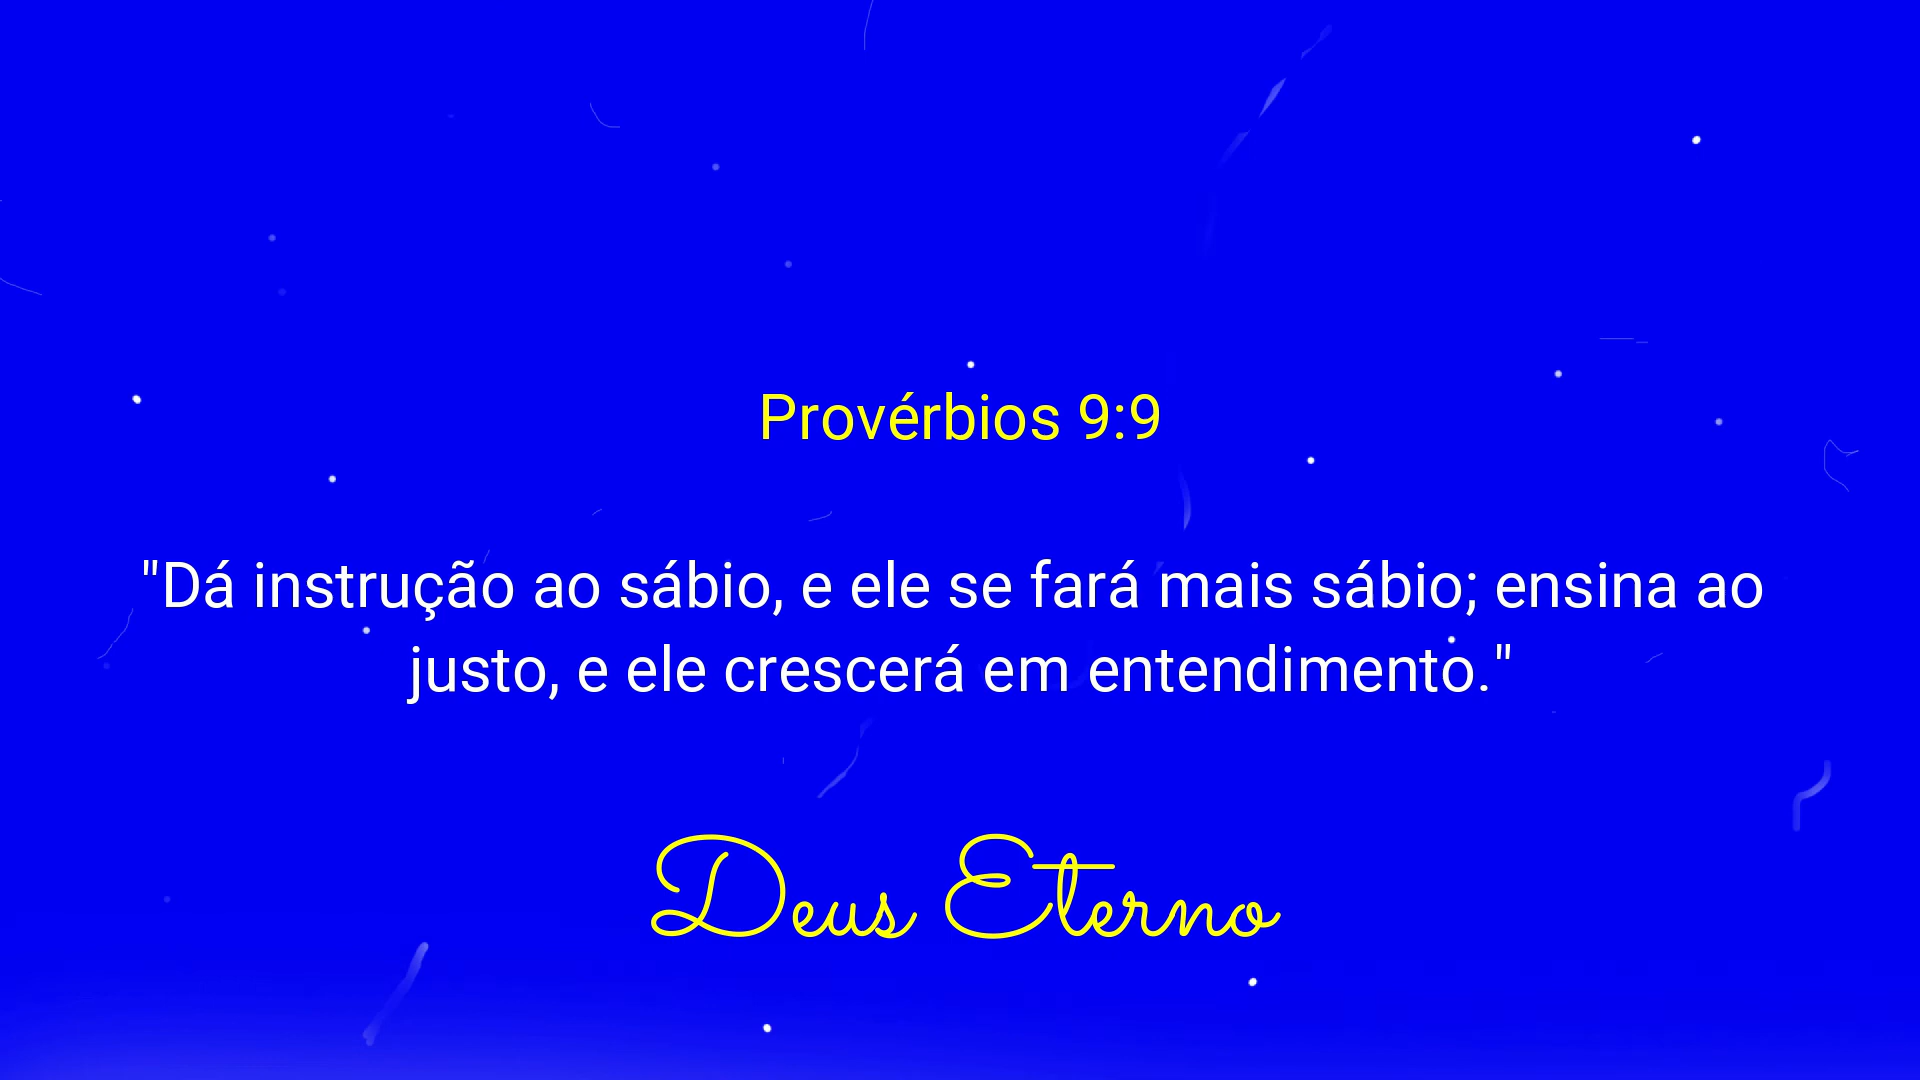 Provérbios 9:9
"Dá instrução ao sábio, e ele se fará mais sábio; ensina ao
justo, e ele crescerá em entendimento."
Deus Eterno